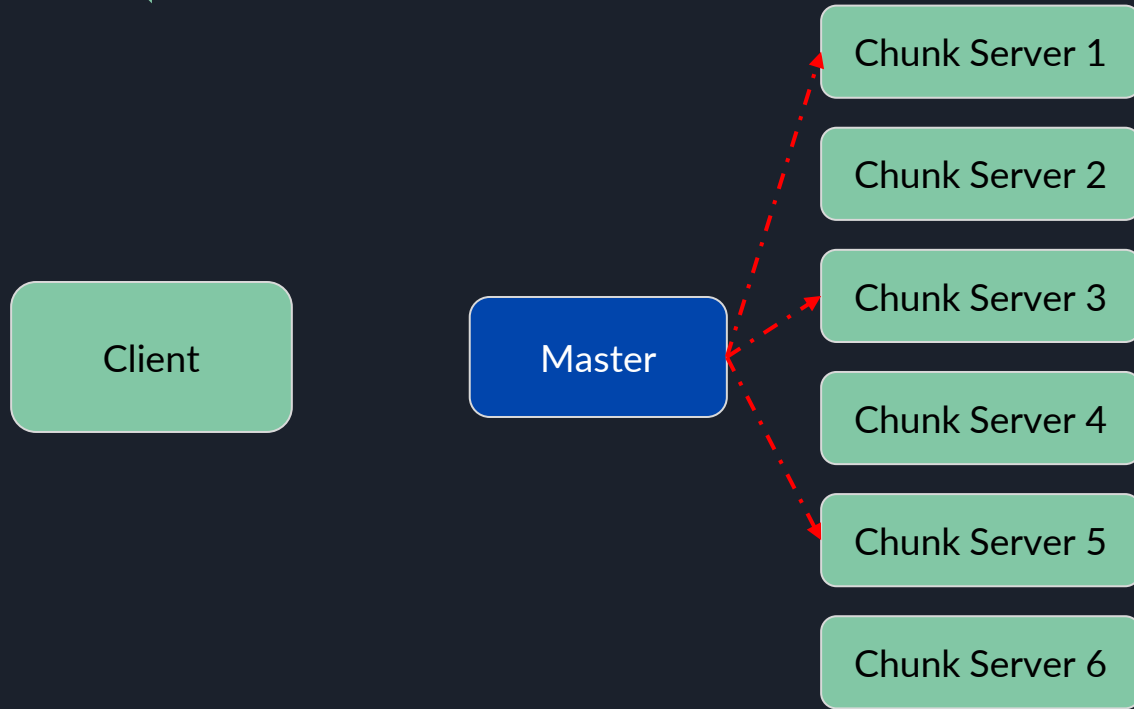 Chunk Server 1
Chunk Server 2
Chunk Server 3
Client
Master
Chunk Server 4
Chunk Server 5
Chunk Server 6